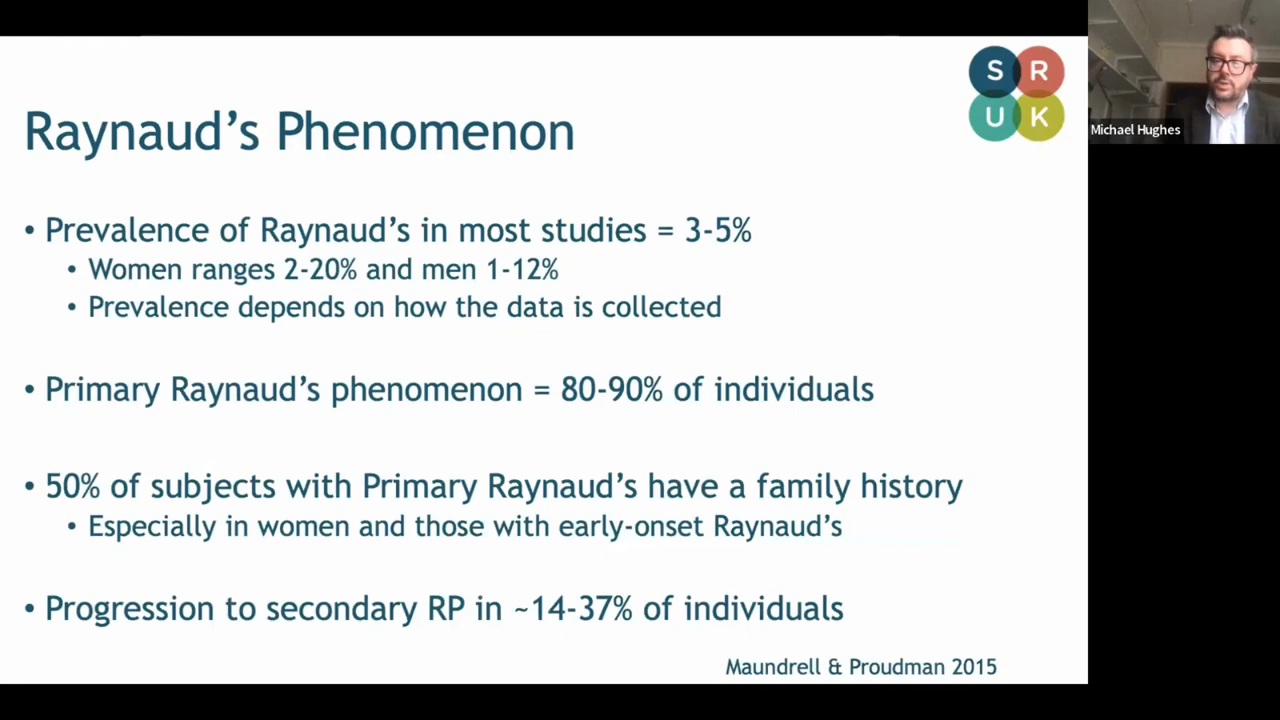 S R
U K
Raynaud’s Phenomenon
Michael Hughes
• Prevalence of Raynaud’s in most studies = 3-5%
• Women ranges 2-20% and men 1-12%
• Prevalence depends on how the data is collected
• Primary Raynaud’s phenomenon = 80-90% of individuals
• 50% of subjects with Primary Raynaud’s have a family history
• Especially in women and those with early-onset Raynaud’s
• Progression to secondary RP in ~14-37% of individuals
Maundrell & Proudman 2015